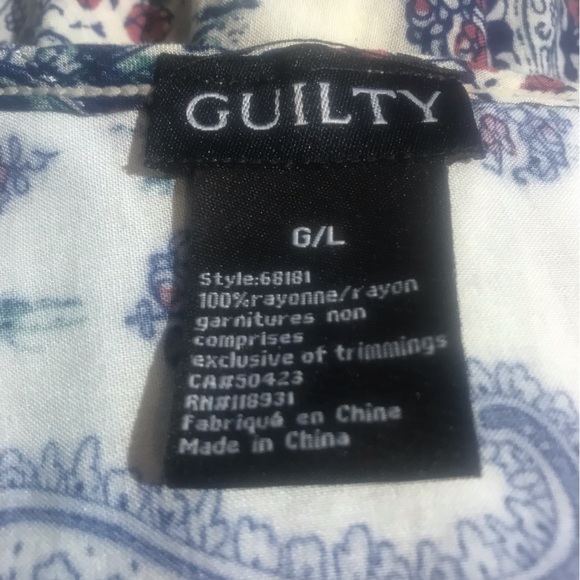 GUILTY
G/L
Style:68181
100%rayonne/rayon
garnitures non
comprises
exclusive of trimmings
CA#50423
RN#118931
Fabriqué en Chine
Made in China